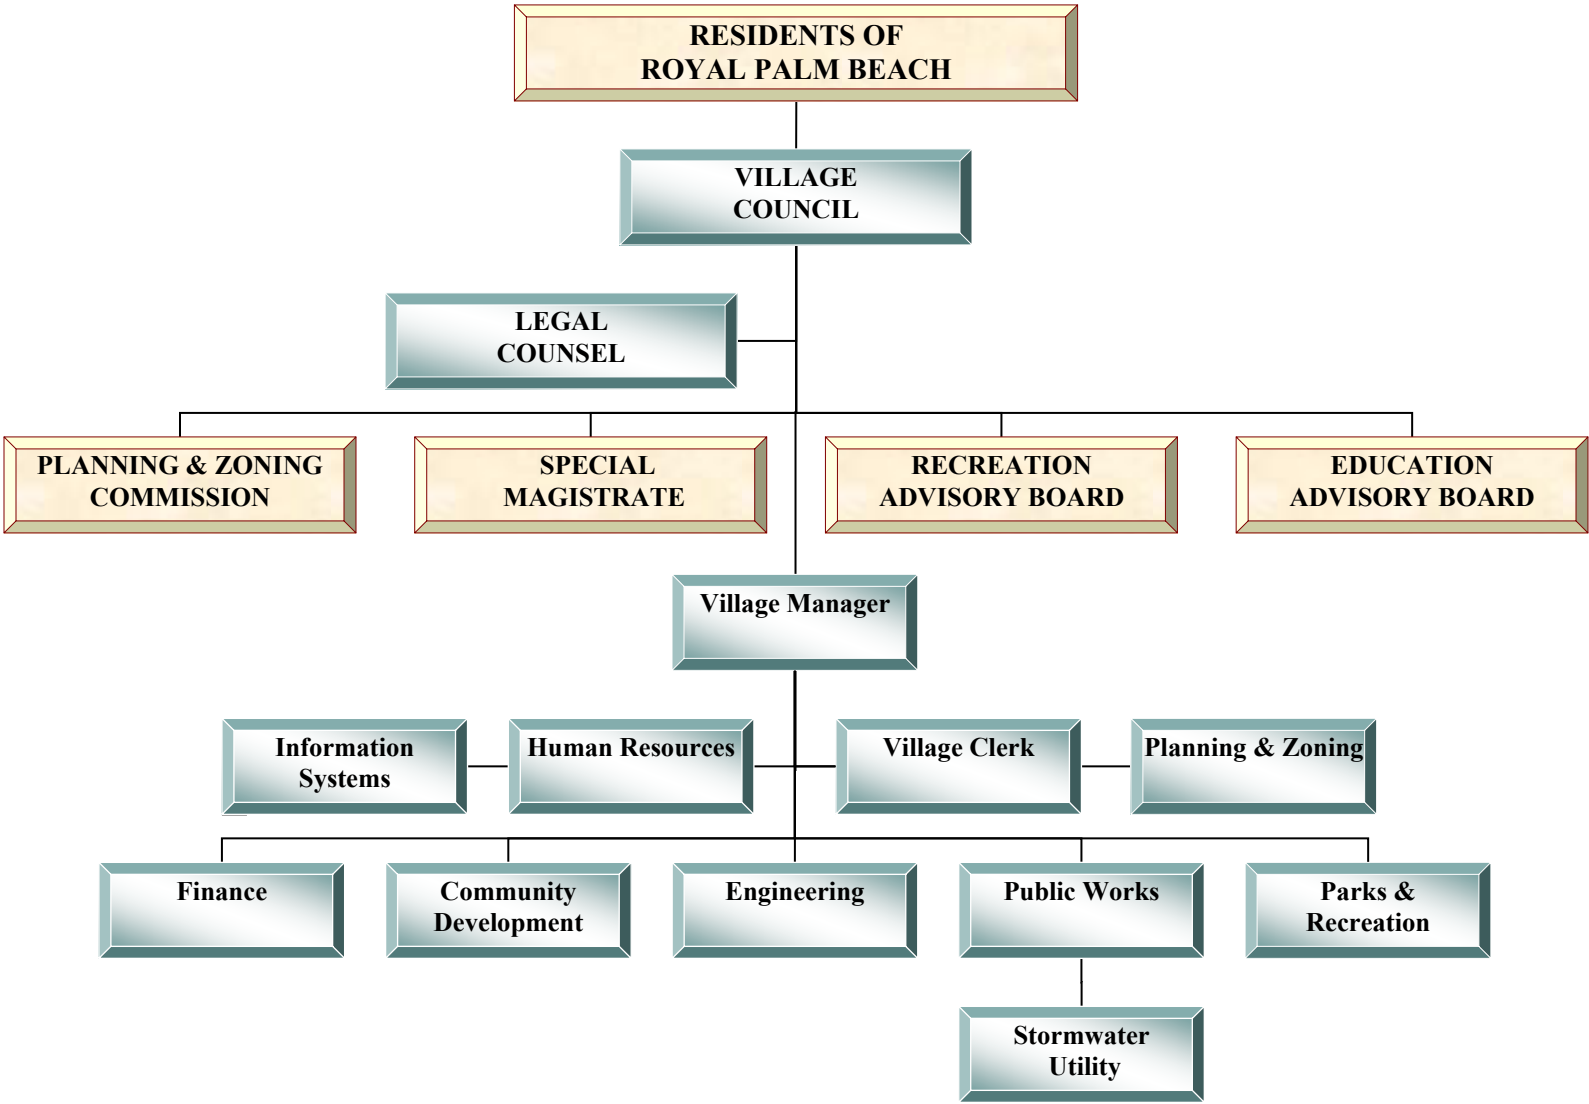 RESIDENTS OF
ROYAL PALM BEACH
VILLAGE
COUNCIL
LEGAL
COUNSEL
PLANNING & ZONING
COMMISSION
SPECIAL
MAGISTRATE
RECREATION
ADVISORY BOARD
EDUCATION
ADVISORY BOARD
Village Manager
Information
Systems
Human Resources
Village Clerk
Planning & Zoning
Finance
Community
Development
Engineering
Public Works
Parks &
Recreation
Stormwater
Utility